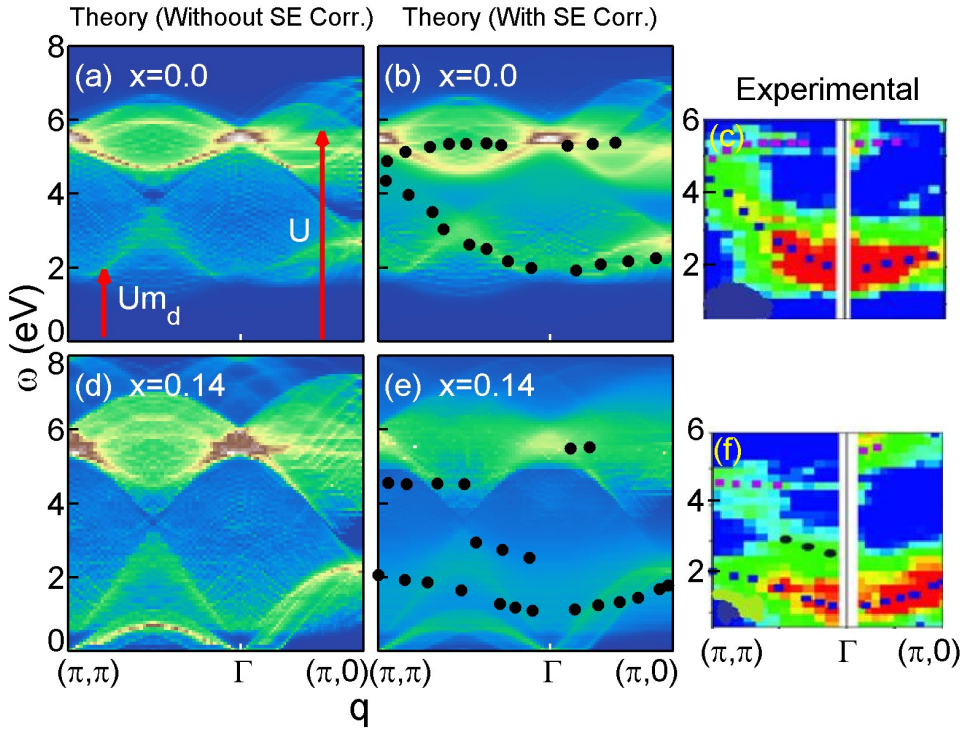 Theory (Withoout SE Corr.)
Theory (With SE Corr.)
8
(a) x=0.0
(b) x=0.0
Experimental
6
6
(c)
4
4
U
2
2
Um_d
0
ω (eV)
8
(d) x=0.14
(e) x=0.14
6
6
(f)
4
4
2
2
0
(π,π) Γ (π,0) (π,π) Γ (π,0) (π,π) Γ (π,0)
q